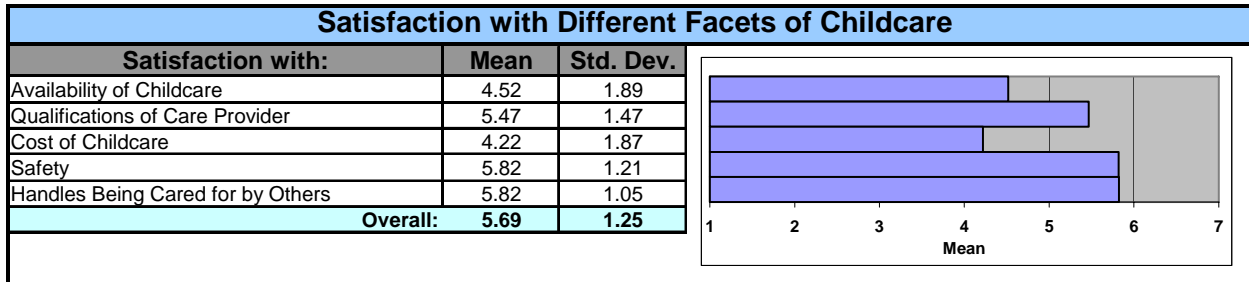 Satisfaction with Different Facets of Childcare
Satisfaction with: Mean Std. Dev.
Availability of Childcare 4.52 1.89
Qualifications of Care Provider 5.47 1.47
Cost of Childcare 4.22 1.87
Safety 5.82 1.21
Handles Being Cared for by Others 5.82 1.05
Overall: 5.69 1.25
1 2 3 4 5 6 7
Mean